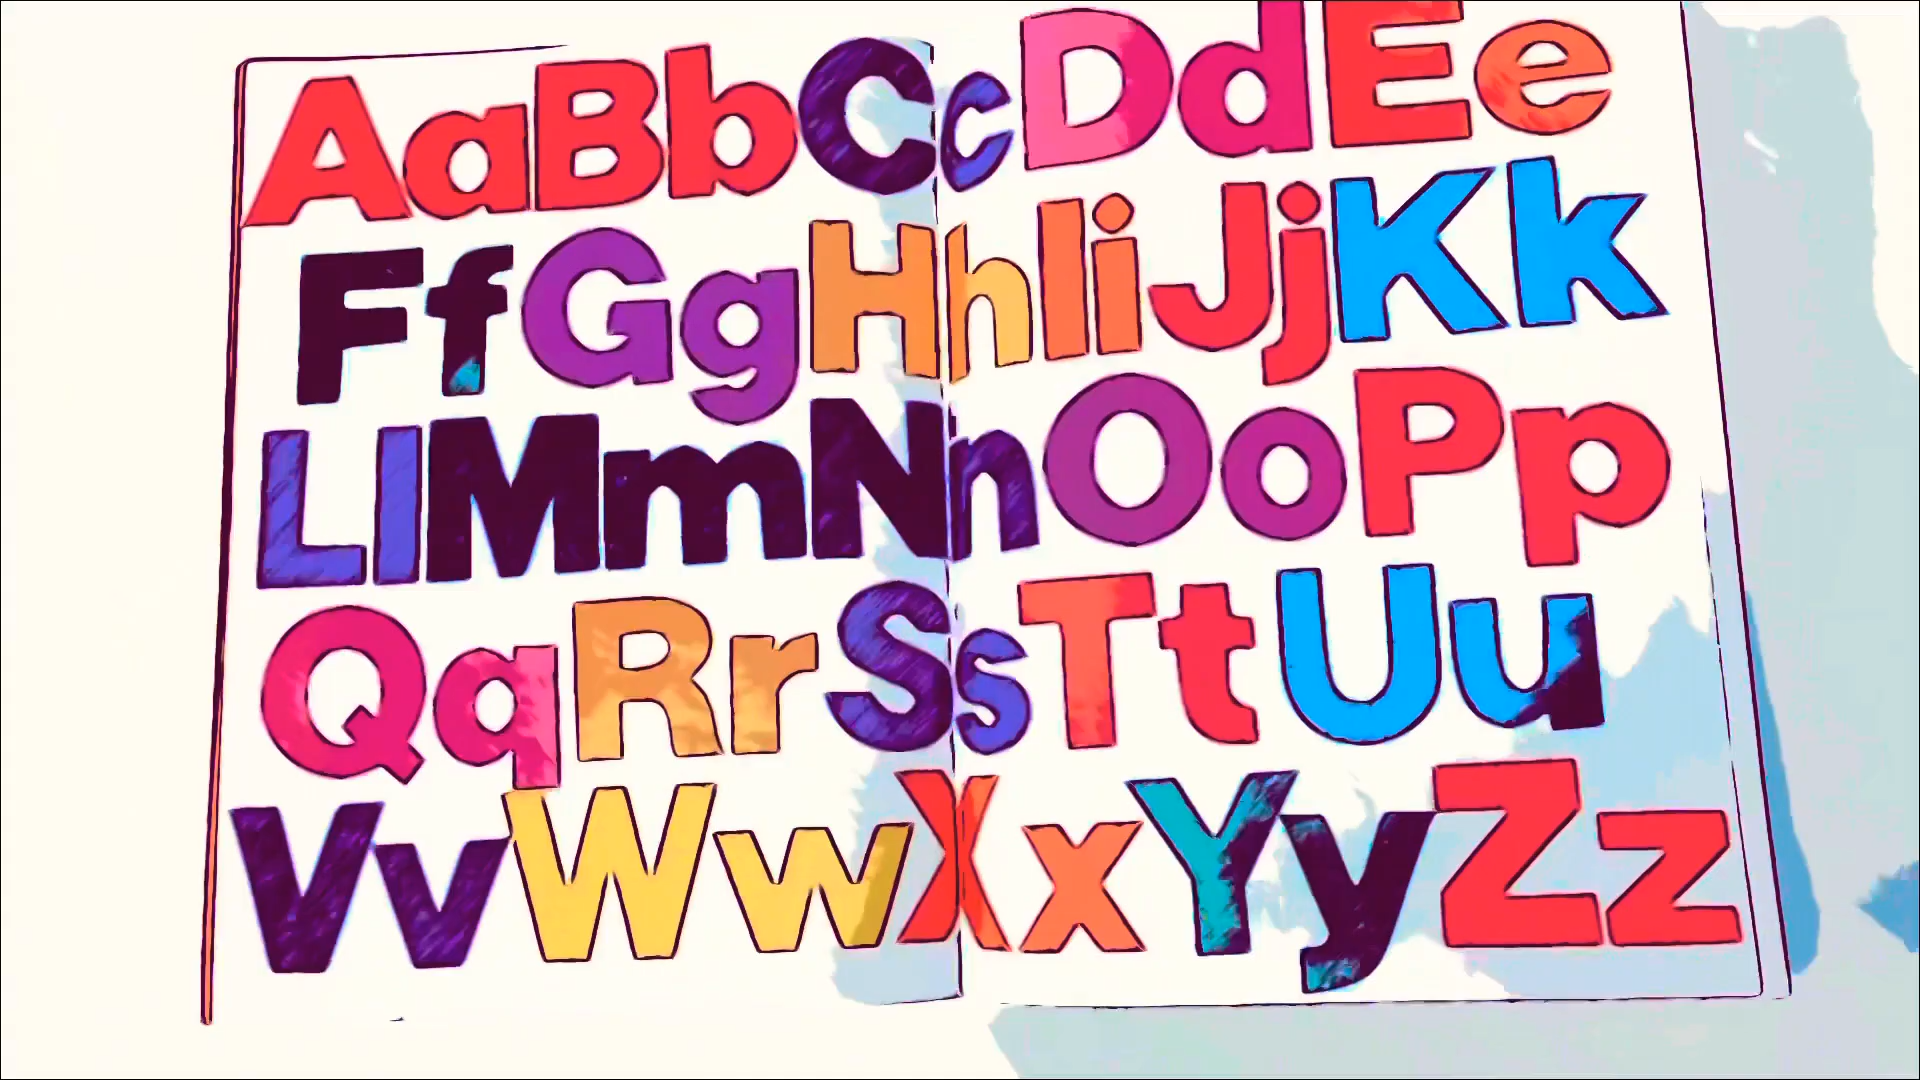 AaBbCcDdEe
FfGgHhIiJjKk
LlMmNnOoPp
QqRrSsTtUu
VvWwXxYyZz